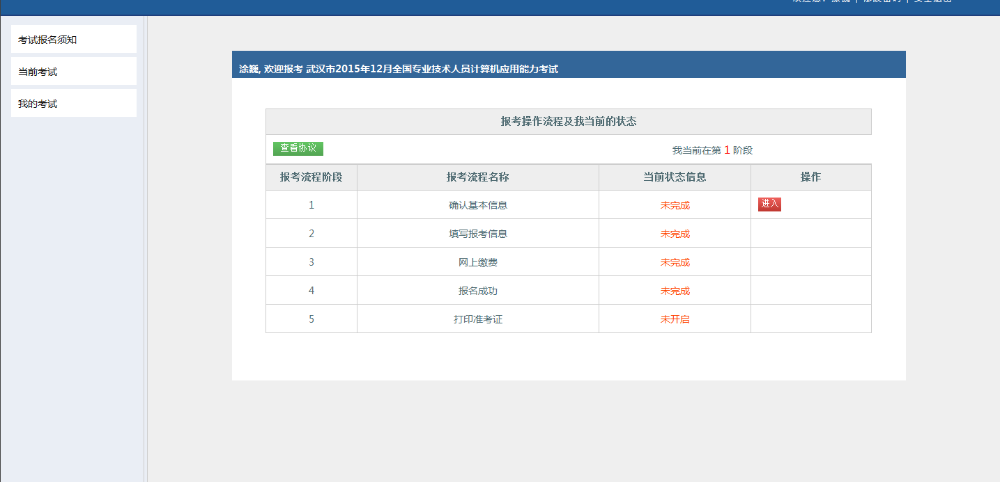 考试报名须知
当前考试
我的考试
涂巍, 欢迎报考 武汉市2015年12月全国专业技术人员计算机应用能力考试
报考操作流程及我当前的状态
查看协议 我当前在第 1 阶段
报考流程阶段 报考流程名称 当前状态信息 操作
1 确认基本信息 未完成 进入
2 填写报考信息 未完成
3 网上缴费 未完成
4 报名成功 未完成
5 打印准考证 未开启